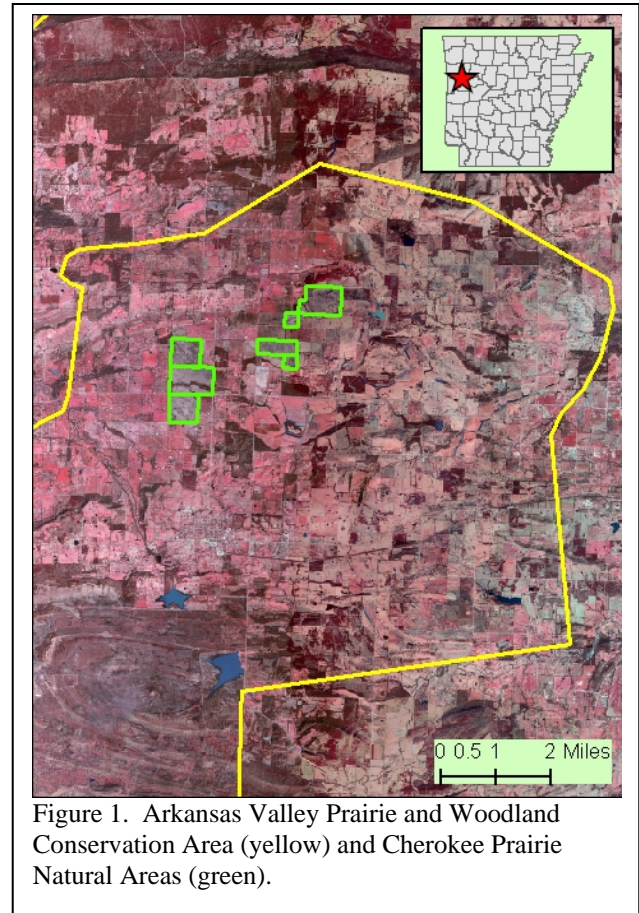 0 0.5 1 2 Miles
Figure 1. Arkansas Valley Prairie and Woodland
Conservation Area (yellow) and Cherokee Prairie
Natural Areas (green).